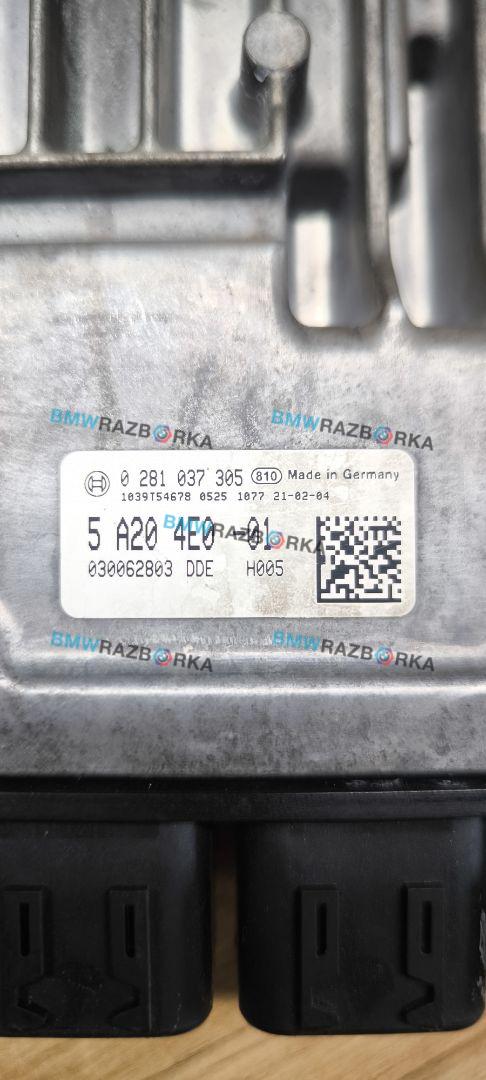 BMWRAZBORKA BMWRAZBORKA
0 281 037 305 810 Made in Germany
1039T54678 0525 1077 21-02-04
BMWRAZBORKA
5 A20 4E0 -01
030062803 DDE H005
BMWRAZBORKA BMWRAZBORKA